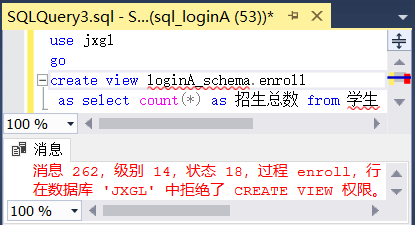 SQLQuery3.sql - S...(sql_loginA (53))*
use jxgl
go
create view loginA_schema.enroll
as select count(*) as 招生总数 from 学生
100 %
消息
消息 262, 级别 14, 状态 18, 过程 enroll, 行
在数据库 'JXGL' 中拒绝了 CREATE VIEW 权限。
100 %